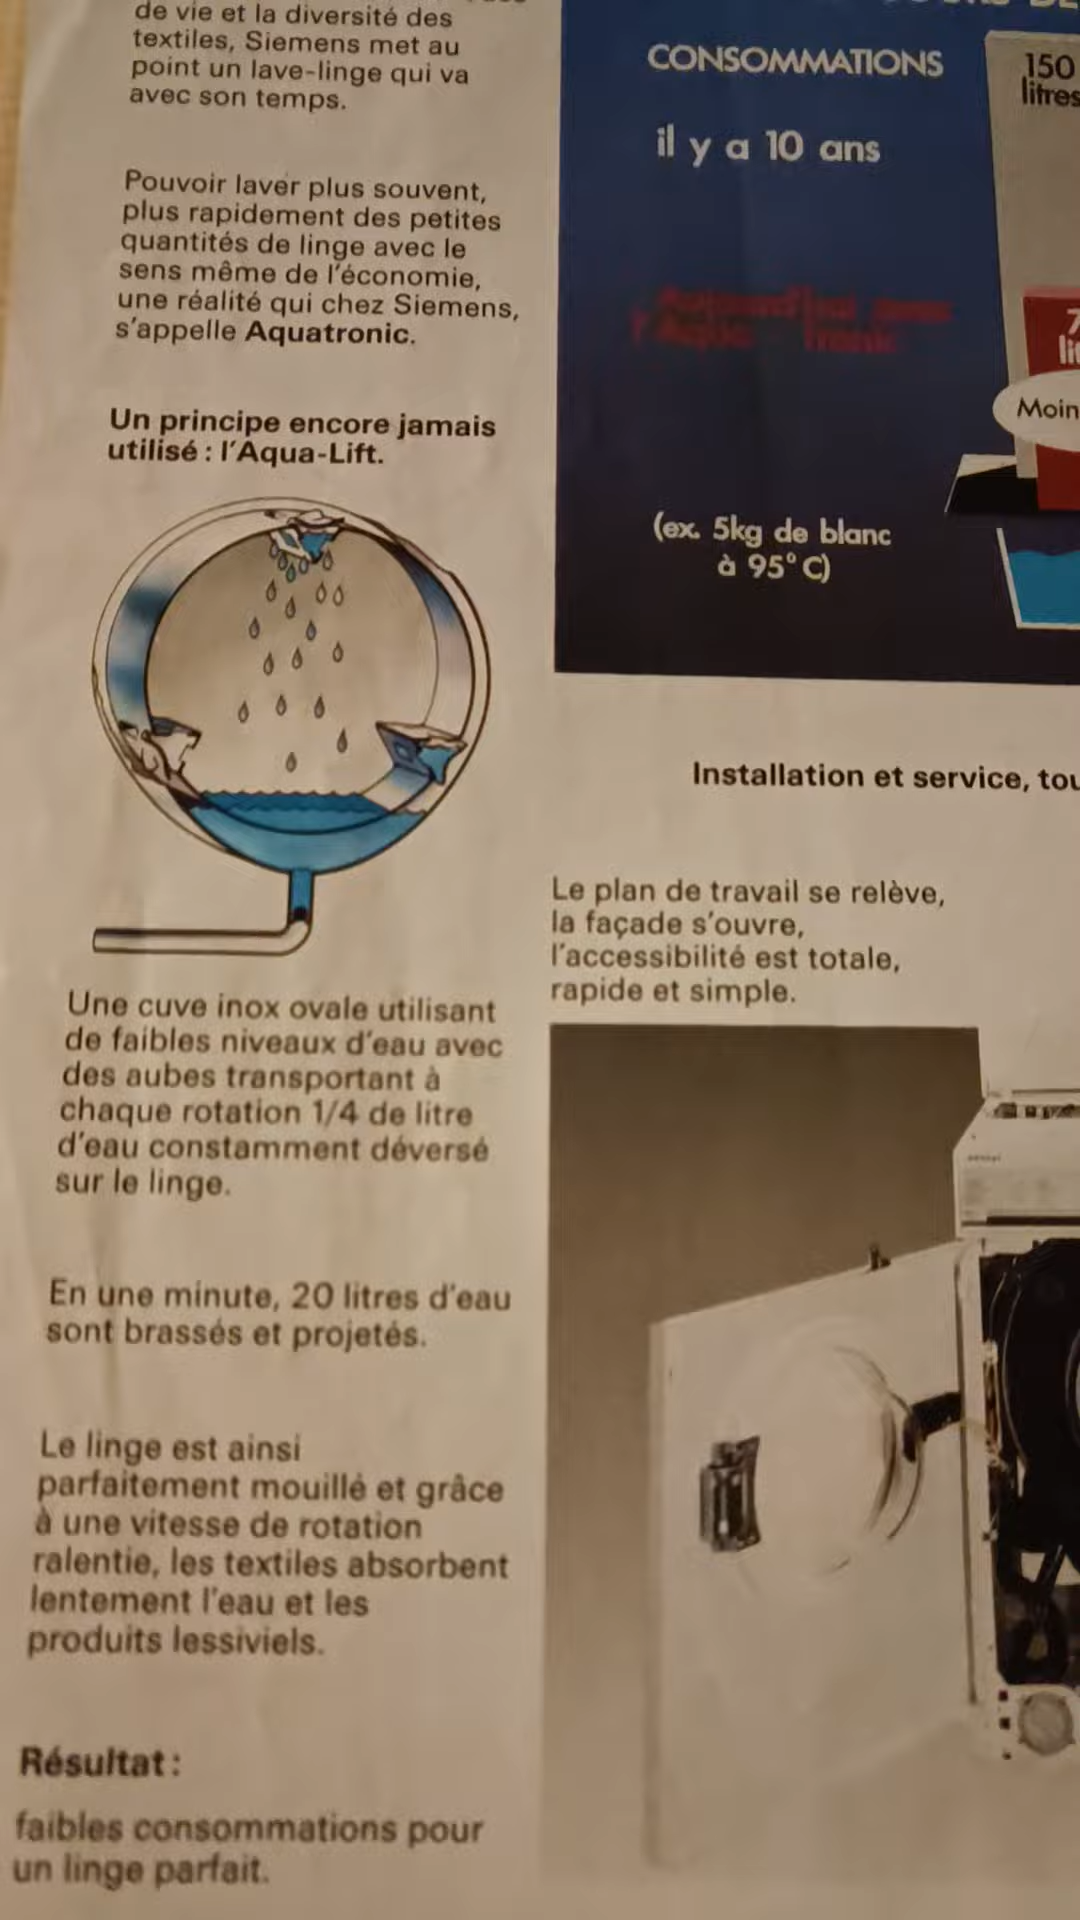 de vie et la diversité des
textiles, Siemens met au
point un lave-linge qui va
avec son temps.
Pouvoir laver plus souvent,
plus rapidement des petites
quantités de linge avec le
sens même de l'économie,
une réalité qui chez Siemens,
s'appelle Aquatronic.
Un principe encore jamais
utilisé : l'Aqua-Lift.
Une cuve inox ovale utilisant
de faibles niveaux d'eau avec
des aubes transportant à
chaque rotation 1/4 de litre
d'eau constamment déversé
sur le linge.
En une minute, 20 litres d'eau
sont brassés et projetés.
Le linge est ainsi
parfaitement mouillé et grâce
à une vitesse de rotation
ralentie, les textiles absorbent
lentement l'eau et les
produits lessiviels.
Résultat :
faibles consommations pour
un linge parfait.
CONSOMMATIONS
150
litres
il y a 10 ans
Aujourd'hui avec
l'Aqua-Tronic
7
lit
Moin
(ex. 5kg de blanc
à 95° C)
Installation et service, tou
Le plan de travail se relève,
la façade s'ouvre,
l'accessibilité est totale,
rapide et simple.